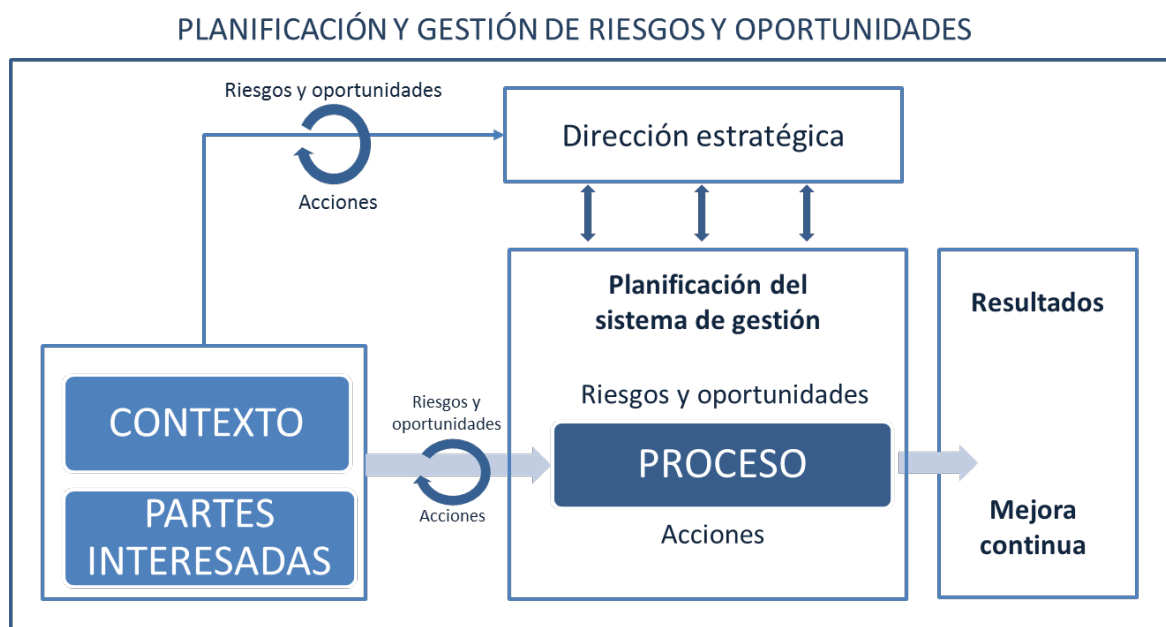 PLANIFICACIÓN Y GESTIÓN DE RIESGOS Y OPORTUNIDADES
Riesgos y oportunidades
Acciones
Dirección estratégica
CONTEXTO
PARTES
INTERESADAS
Riesgos y
oportunidades
Acciones
Planificación del
sistema de gestión
Riesgos y oportunidades
PROCESO
Acciones
Resultados
Mejora
continua